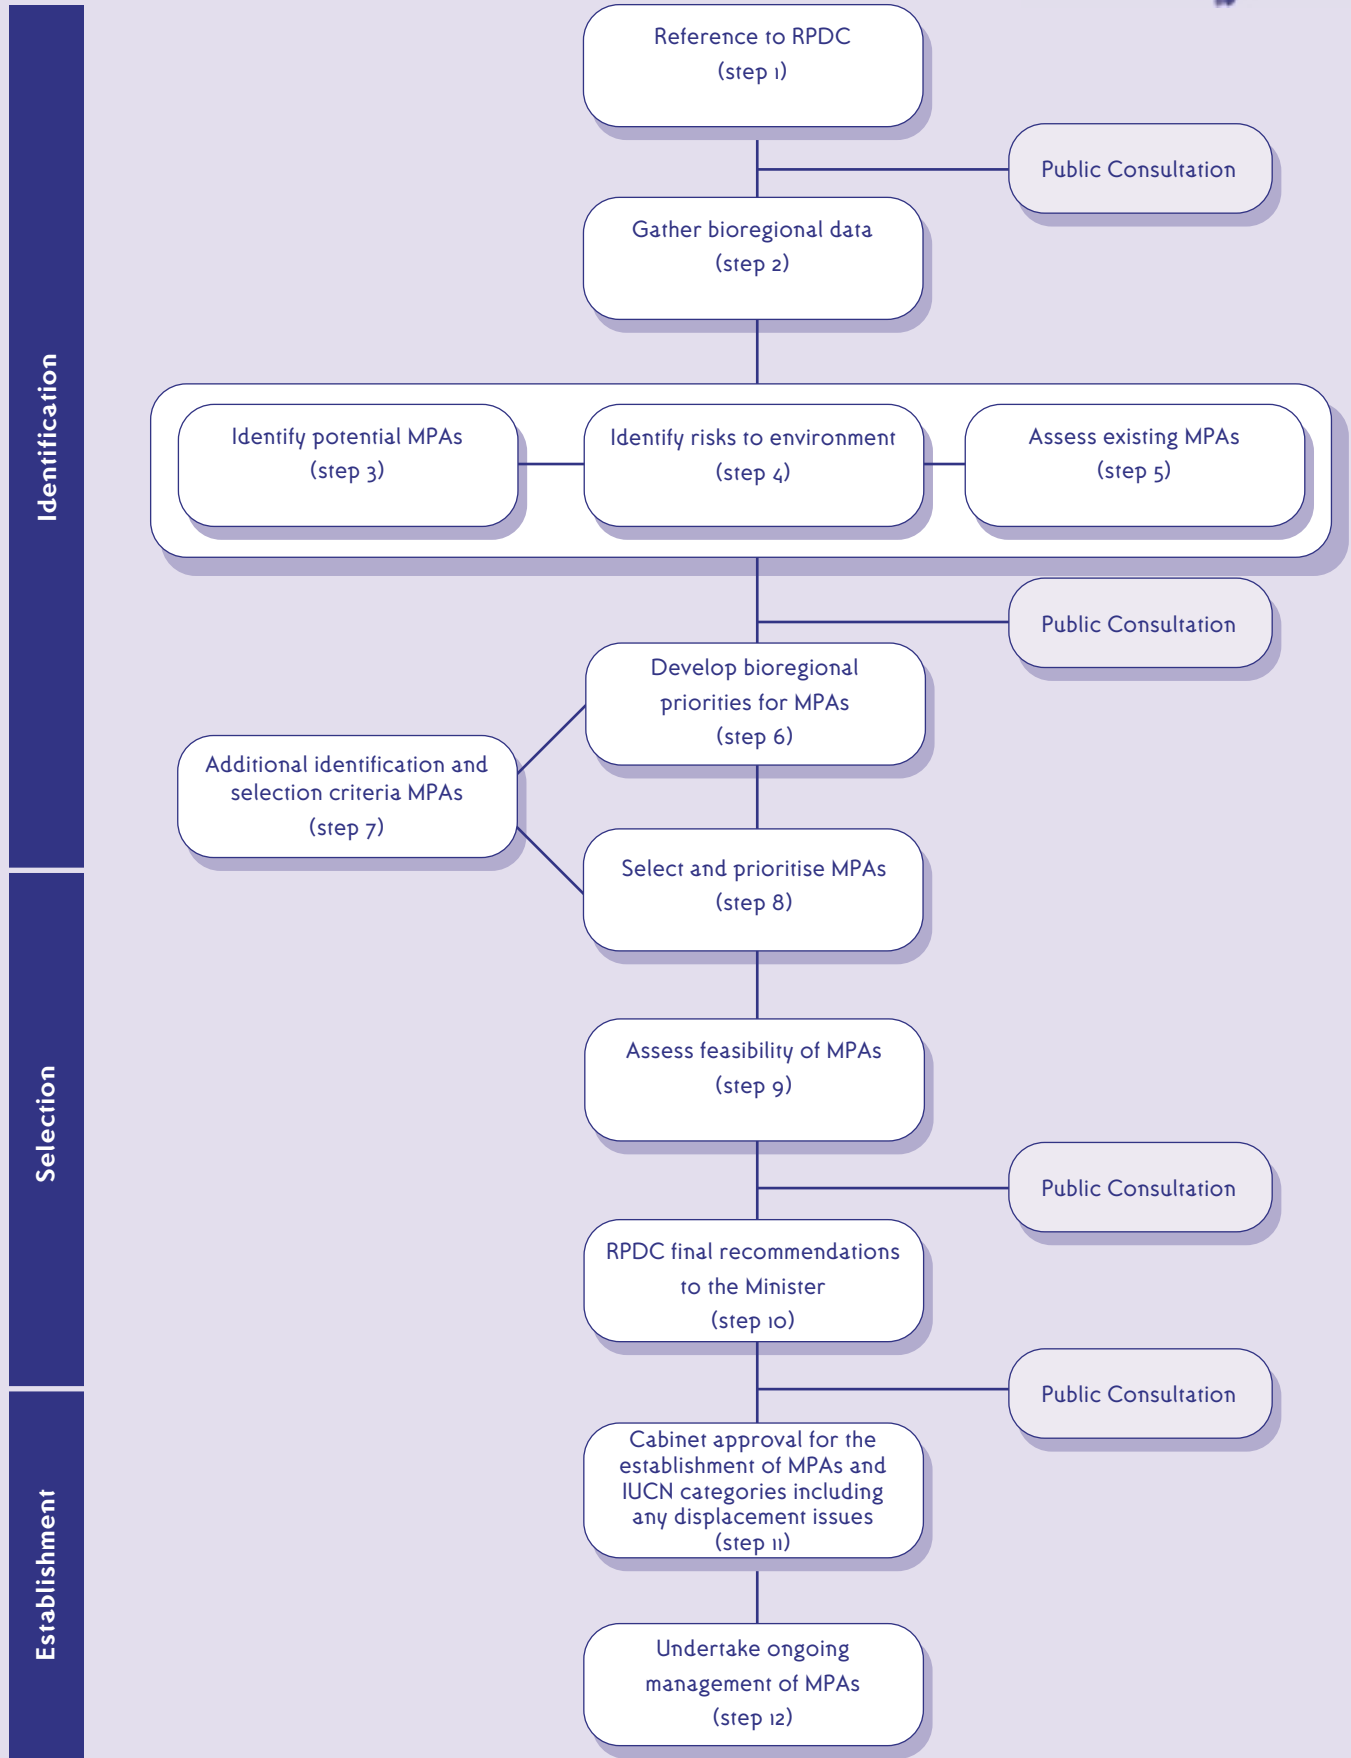 Identification
Reference to RPDC
(step 1)
Public Consultation
Gather bioregional data
(step 2)
Identify potential MPAs
(step 3)
Identify risks to environment
(step 4)
Assess existing MPAs
(step 5)
Public Consultation
Develop bioregional
priorities for MPAs
(step 6)
Additional identification and
selection criteria MPAs
(step 7)
Selection
Select and prioritise MPAs
(step 8)
Assess feasibility of MPAs
(step 9)
Public Consultation
RPDC final recommendations
to the Minister
(step 10)
Public Consultation
Establishment
Cabinet approval for the
establishment of MPAs and
IUCN categories including
any displacement issues
(step 11)
Undertake ongoing
management of MPAs
(step 12)